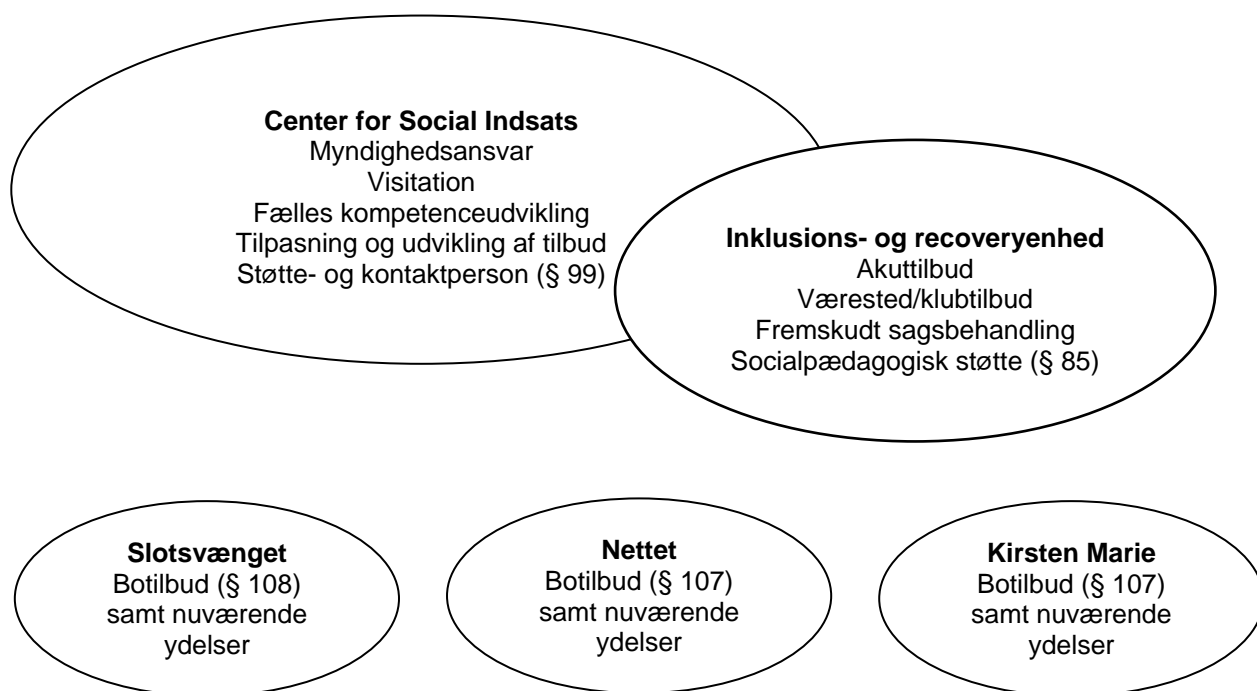 Center for Social Indsats
Myndighedsansvar
Visitation
Fælles kompetenceudvikling
Tilpasning og udvikling af tilbud
Støtte- og kontaktperson (§ 99)
Inklusions- og recoveryenhed
Akuttilbud
Værested/klubtilbud
Fremskudt sagsbehandling
Socialpædagogisk støtte (§ 85)
Slotsvænget
Botilbud (§ 108)
samt nuværende
ydelser
Nettet
Botilbud (§ 107)
samt nuværende
ydelser
Kirsten Marie
Botilbud (§ 107)
samt nuværende
ydelser